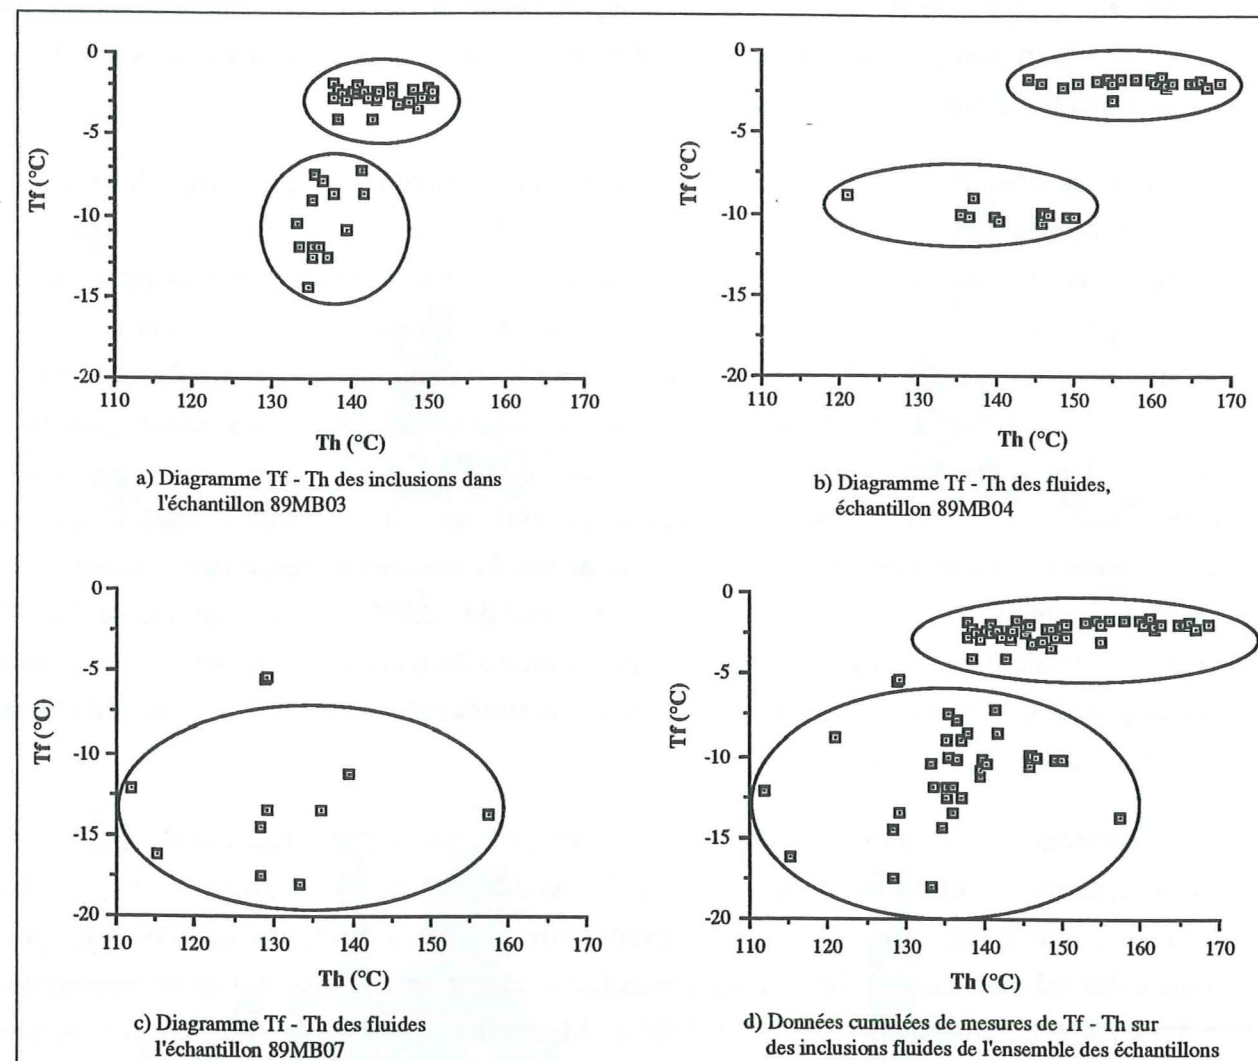 0
-5
-10
-15
-20
Tf (°C)
110 120 130 140 150 160 170
Th (°C)
a) Diagramme Tf - Th des inclusions dans
l'échantillon 89MB03
0
-5
-10
-15
-20
Tf (°C)
110 120 130 140 150 160 170
Th (°C)
b) Diagramme Tf - Th des fluides,
échantillon 89MB04
0
-5
-10
-15
-20
Tf (°C)
110 120 130 140 150 160 170
Th (°C)
c) Diagramme Tf - Th des fluides
l'échantillon 89MB07
0
-5
-10
-15
-20
Tf (°C)
110 120 130 140 150 160 170
Th (°C)
d) Données cumulées de mesures de Tf - Th sur
des inclusions fluides de l'ensemble des échantillons